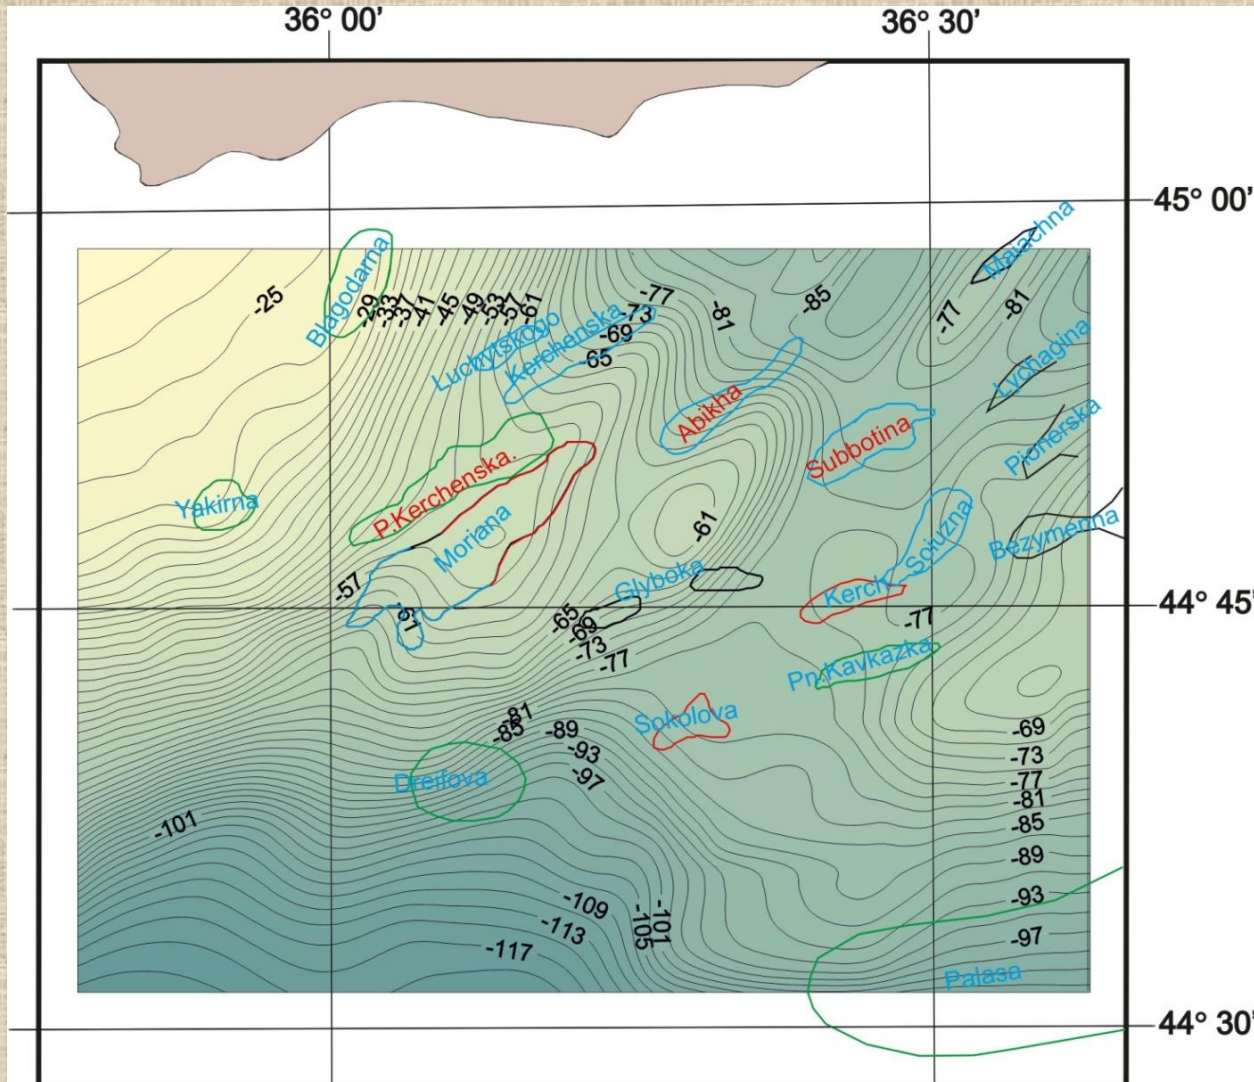 36° 00'
36° 30'
45° 00'
Maiachna
Blagodarna
-25
-29
-33
-37
-41
-45
-49
-53
-57
-61
-77
-73
-69
-65
-81
-85
-77
-81
Luchytskogo
Kerchenska
Lychagina
Abikha
Subbotina
Pionerska
P.Kerchenska.
Yakirna
Moriana
-61
Soiuzna
Bezymenna
-57
-61
Glyboka
Kerch
44° 45'
-65
-69
-73
-77
-77
Pn.Kavkazka
Sokolova
-81
-85
-89
-93
-97
-69
-73
-77
-81
-85
-89
-93
-97
Dreifova
-101
-109
-113
-117
-105
-101
Palasa
44° 30'